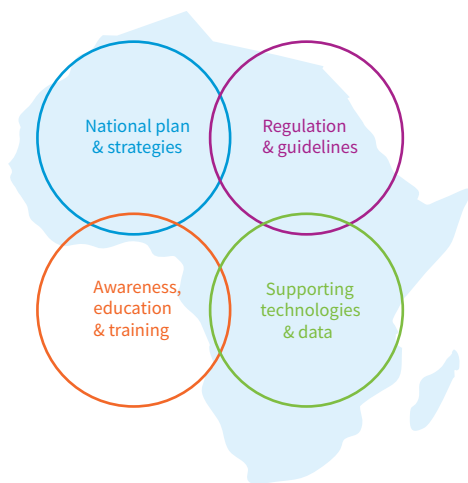 National plan
& strategies
Regulation
& guidelines
Awareness,
education
& training
Supporting
technologies
& data